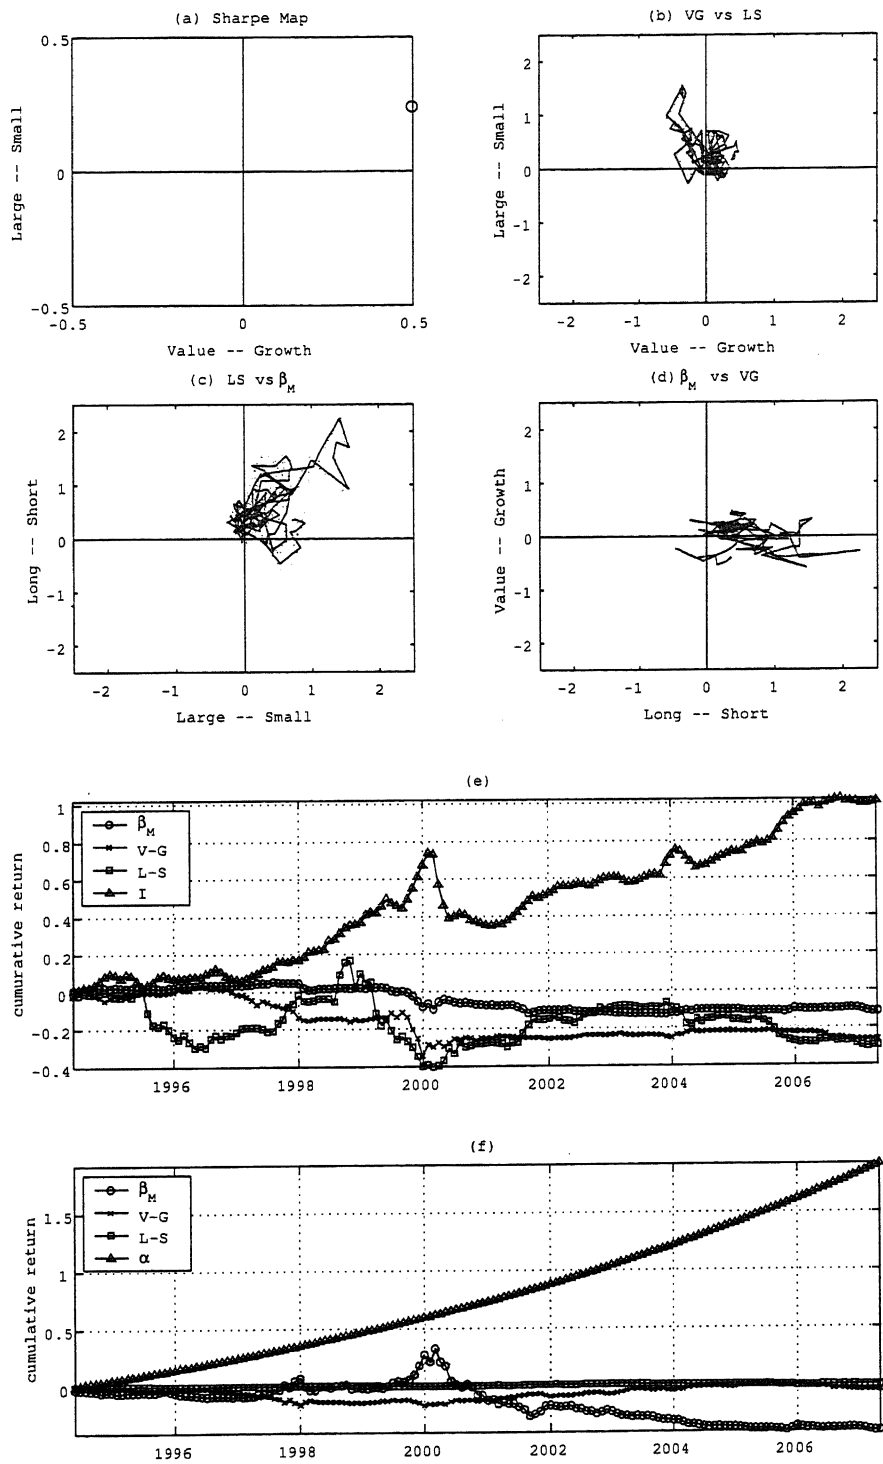 (a) Sharpe Map
0.5
0
-0.5
-0.5
0
0.5
Large -- Small
Value -- Growth
(b) VG vs LS
2
1
0
-1
-2
-2
-1
0
1
2
Large -- Small
Value -- Growth
(c) LS vs βM
2
1
0
-1
-2
-2
-1
0
1
2
Long -- Short
Large -- Small
(d) βM vs VG
2
1
0
-1
-2
-2
-1
0
1
2
Value -- Growth
Long -- Short
(e)
1
0.8
0.6
0.4
0.2
0
-0.2
-0.4
1996
1998
2000
2002
2004
2006
cumurative return
βM
V-G
L-S
I
(f)
1.5
1
0.5
0
1996
1998
2000
2002
2004
2006
cumulative return
βM
V-G
L-S
α